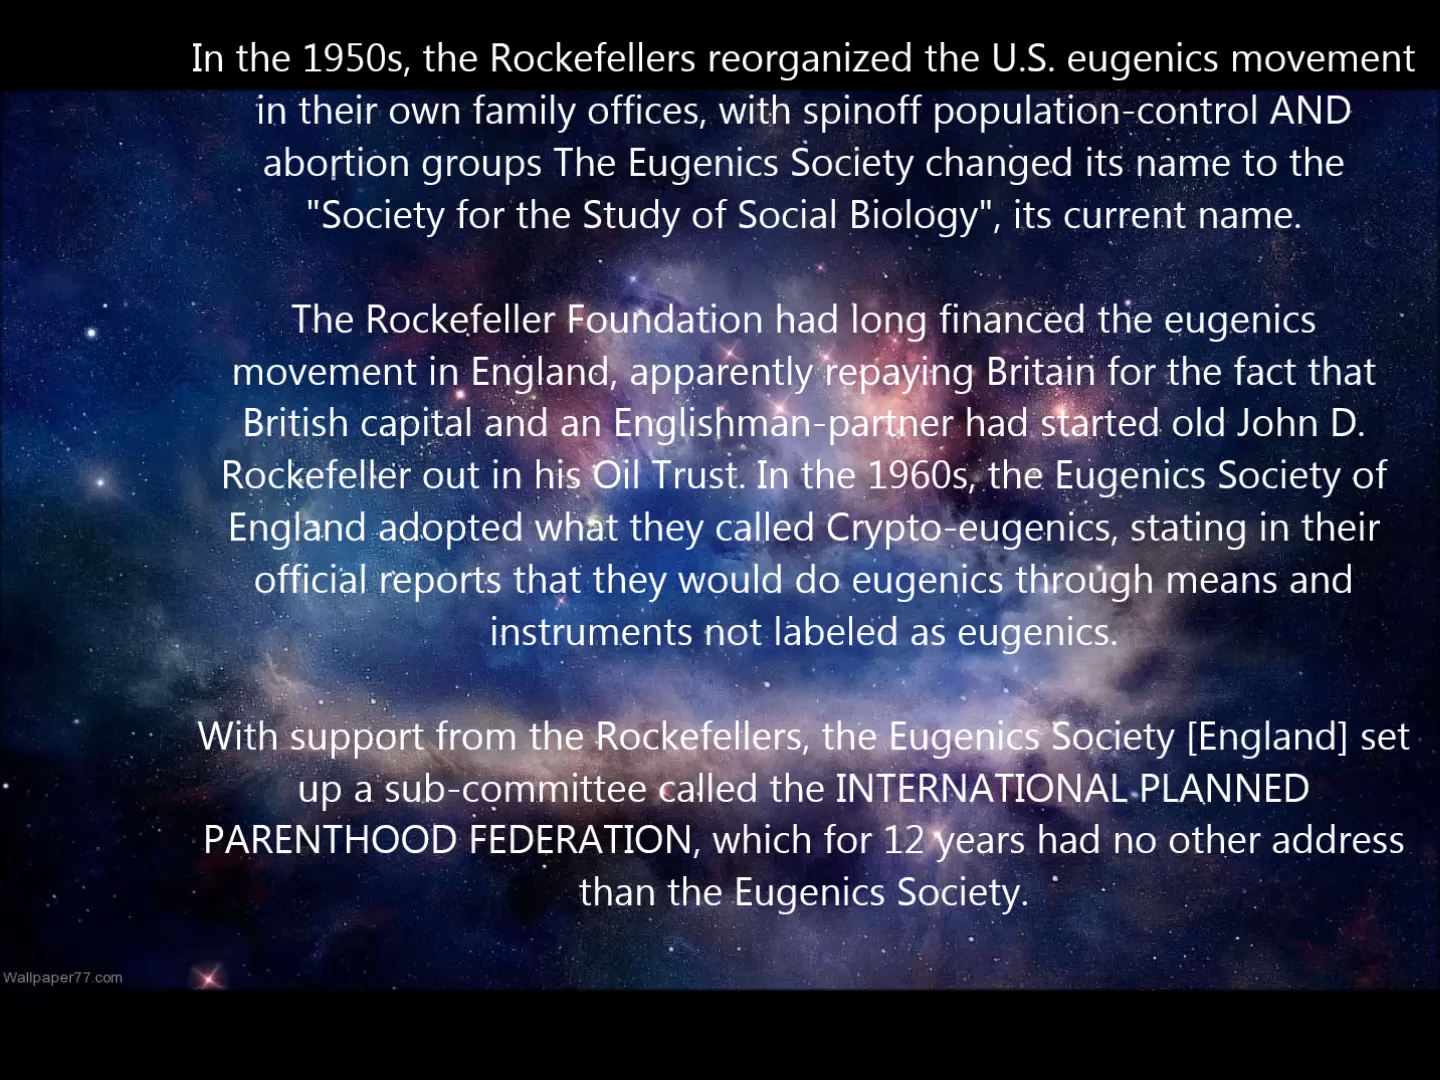 In the 1950s, the Rockefellers reorganized the U.S. eugenics movement
in their own family offices, with spinoff population-control AND
abortion groups The Eugenics Society changed its name to the
"Society for the Study of Social Biology", its current name.
The Rockefeller Foundation had long financed the eugenics
movement in England, apparently repaying Britain for the fact that
British capital and an Englishman-partner had started old John D.
Rockefeller out in his Oil Trust. In the 1960s, the Eugenics Society of
England adopted what they called Crypto-eugenics, stating in their
official reports that they would do eugenics through means and
instruments not labeled as eugenics.
With support from the Rockefellers, the Eugenics Society [England] set
up a sub-committee called the INTERNATIONAL PLANNED
PARENTHOOD FEDERATION, which for 12 years had no other address
than the Eugenics Society.
Wallpaper77.com